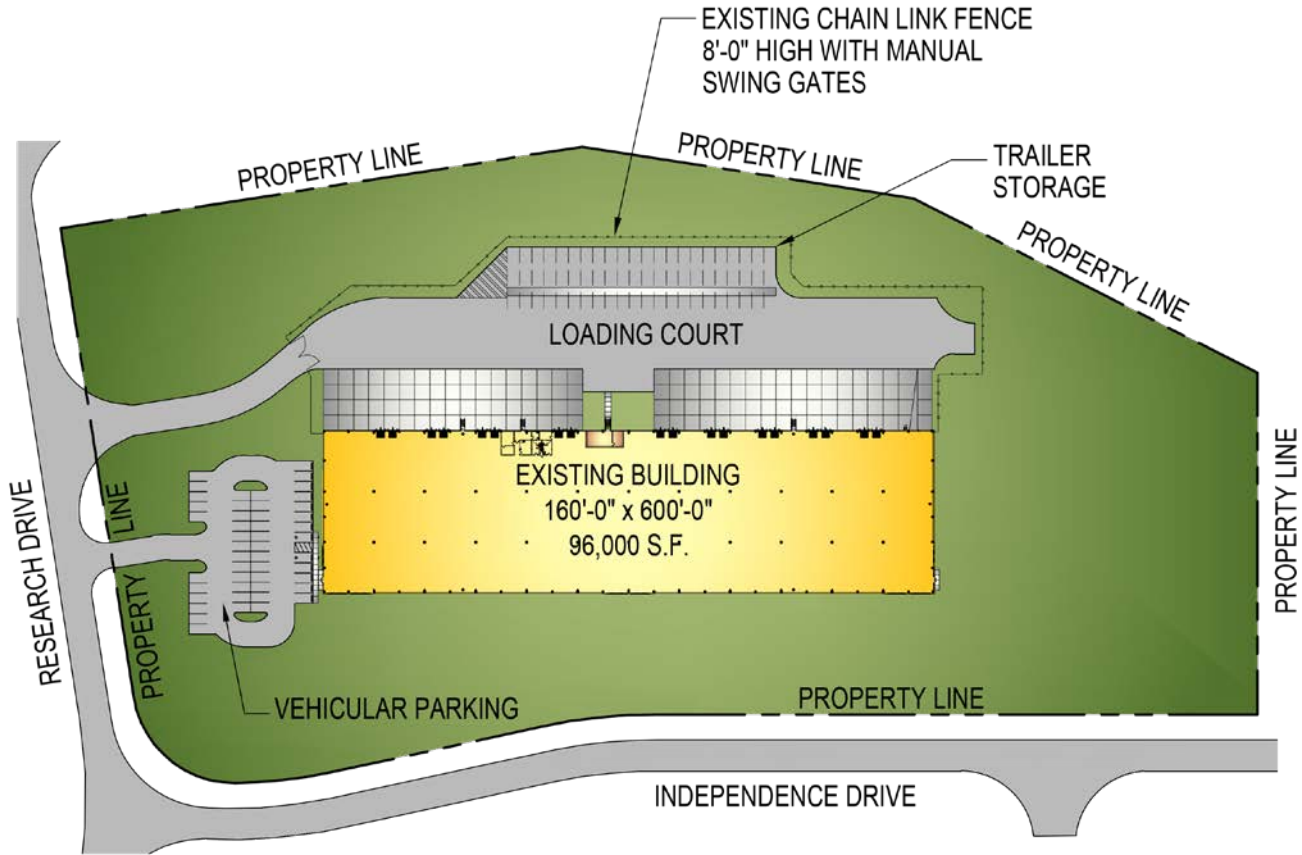 EXISTING CHAIN LINK FENCE
8'-0" HIGH WITH MANUAL
SWING GATES
PROPERTY LINE
PROPERTY LINE
TRAILER
STORAGE
PROPERTY LINE
LOADING COURT
EXISTING BUILDING
160'-0" x 600'-0"
96,000 S.F.
RESEARCH DRIVE
PROPERTY LINE
PROPERTY LINE
VEHICULAR PARKING
PROPERTY LINE
INDEPENDENCE DRIVE